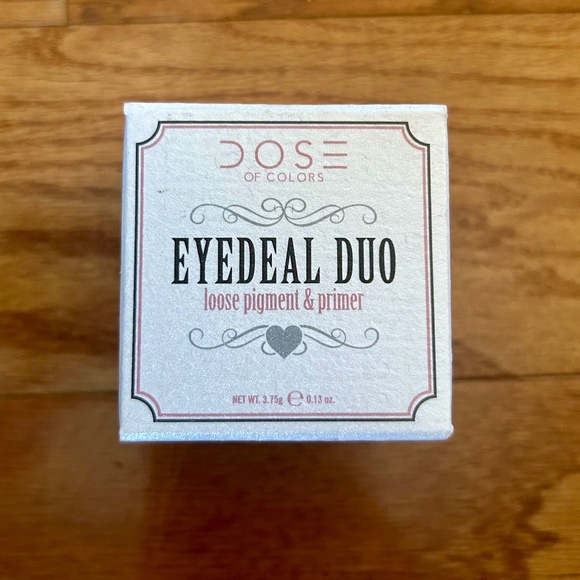 DOSE
OF COLORS
EYEDEAL DUO
loose pigment & primer
NET WT. 3.75g ℮ 0.13 oz.